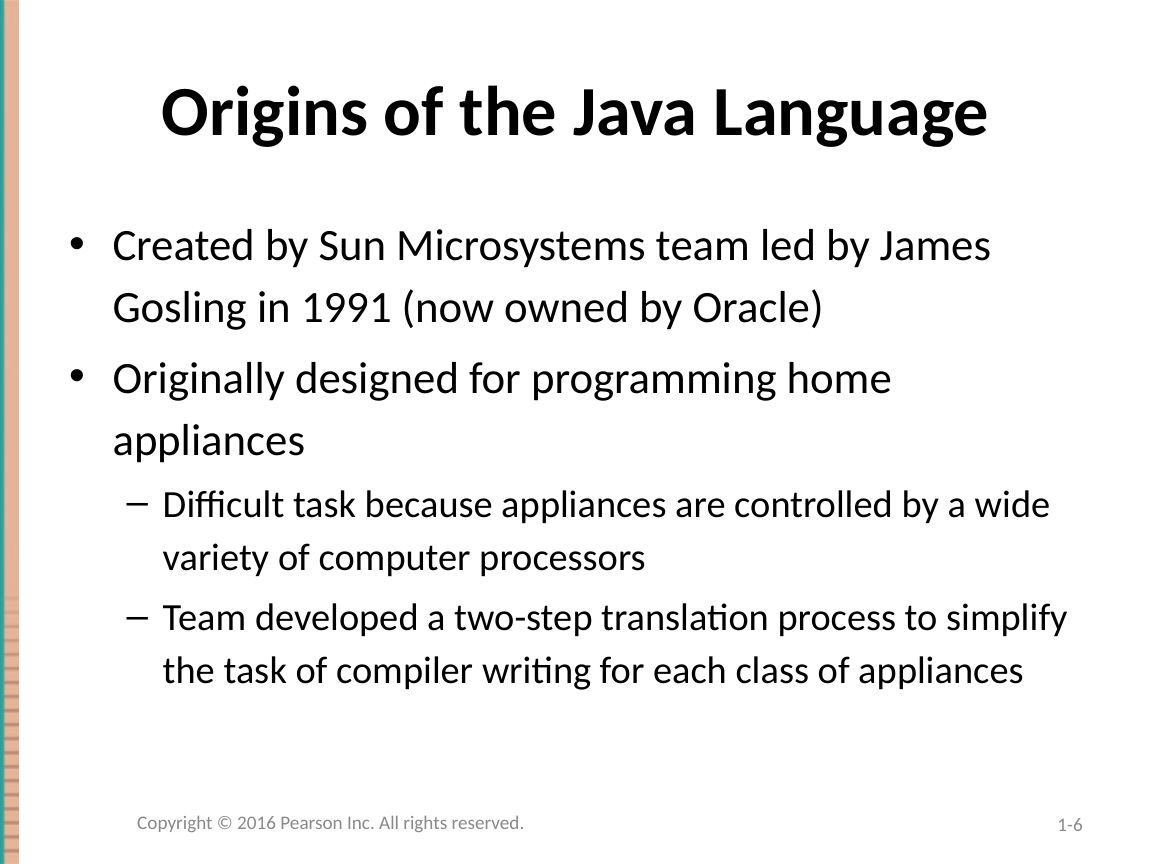 Origins of the Java Language
• Created by Sun Microsystems team led by James
Gosling in 1991 (now owned by Oracle)
• Originally designed for programming home
appliances
– Difficult task because appliances are controlled by a wide
variety of computer processors
– Team developed a two-step translation process to simplify
the task of compiler writing for each class of appliances
Copyright © 2016 Pearson Inc. All rights reserved.
1-6